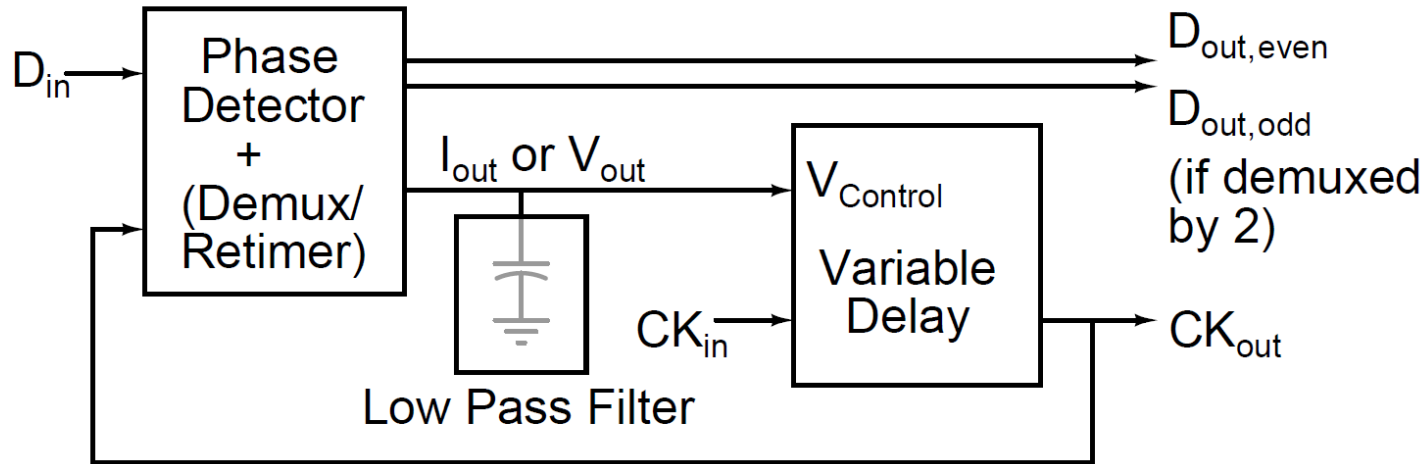 D_in
Phase
Detector
+
(Demux/
Retimer)
I_out or V_out
Low Pass Filter
V_Control
Variable
Delay
CK_in
D_out,even
D_out,odd
(if demuxed
by 2)
CK_out